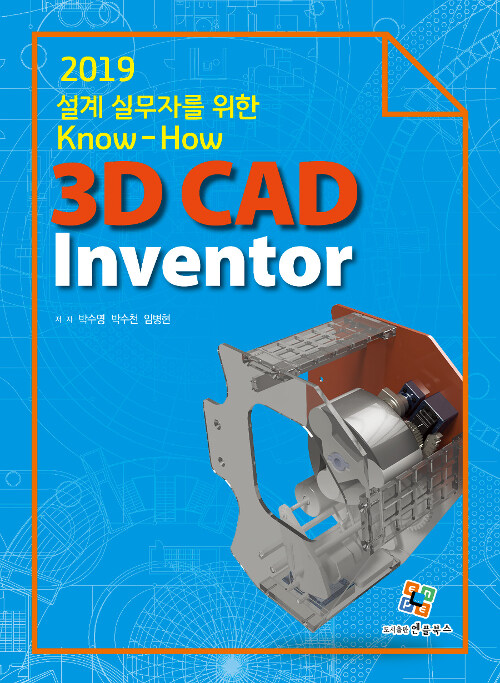 2019
설계 실무자를 위한
Know-How
3D CAD
Inventor
저 자 박수영 박수천 임병현
도서출판 엔플북스